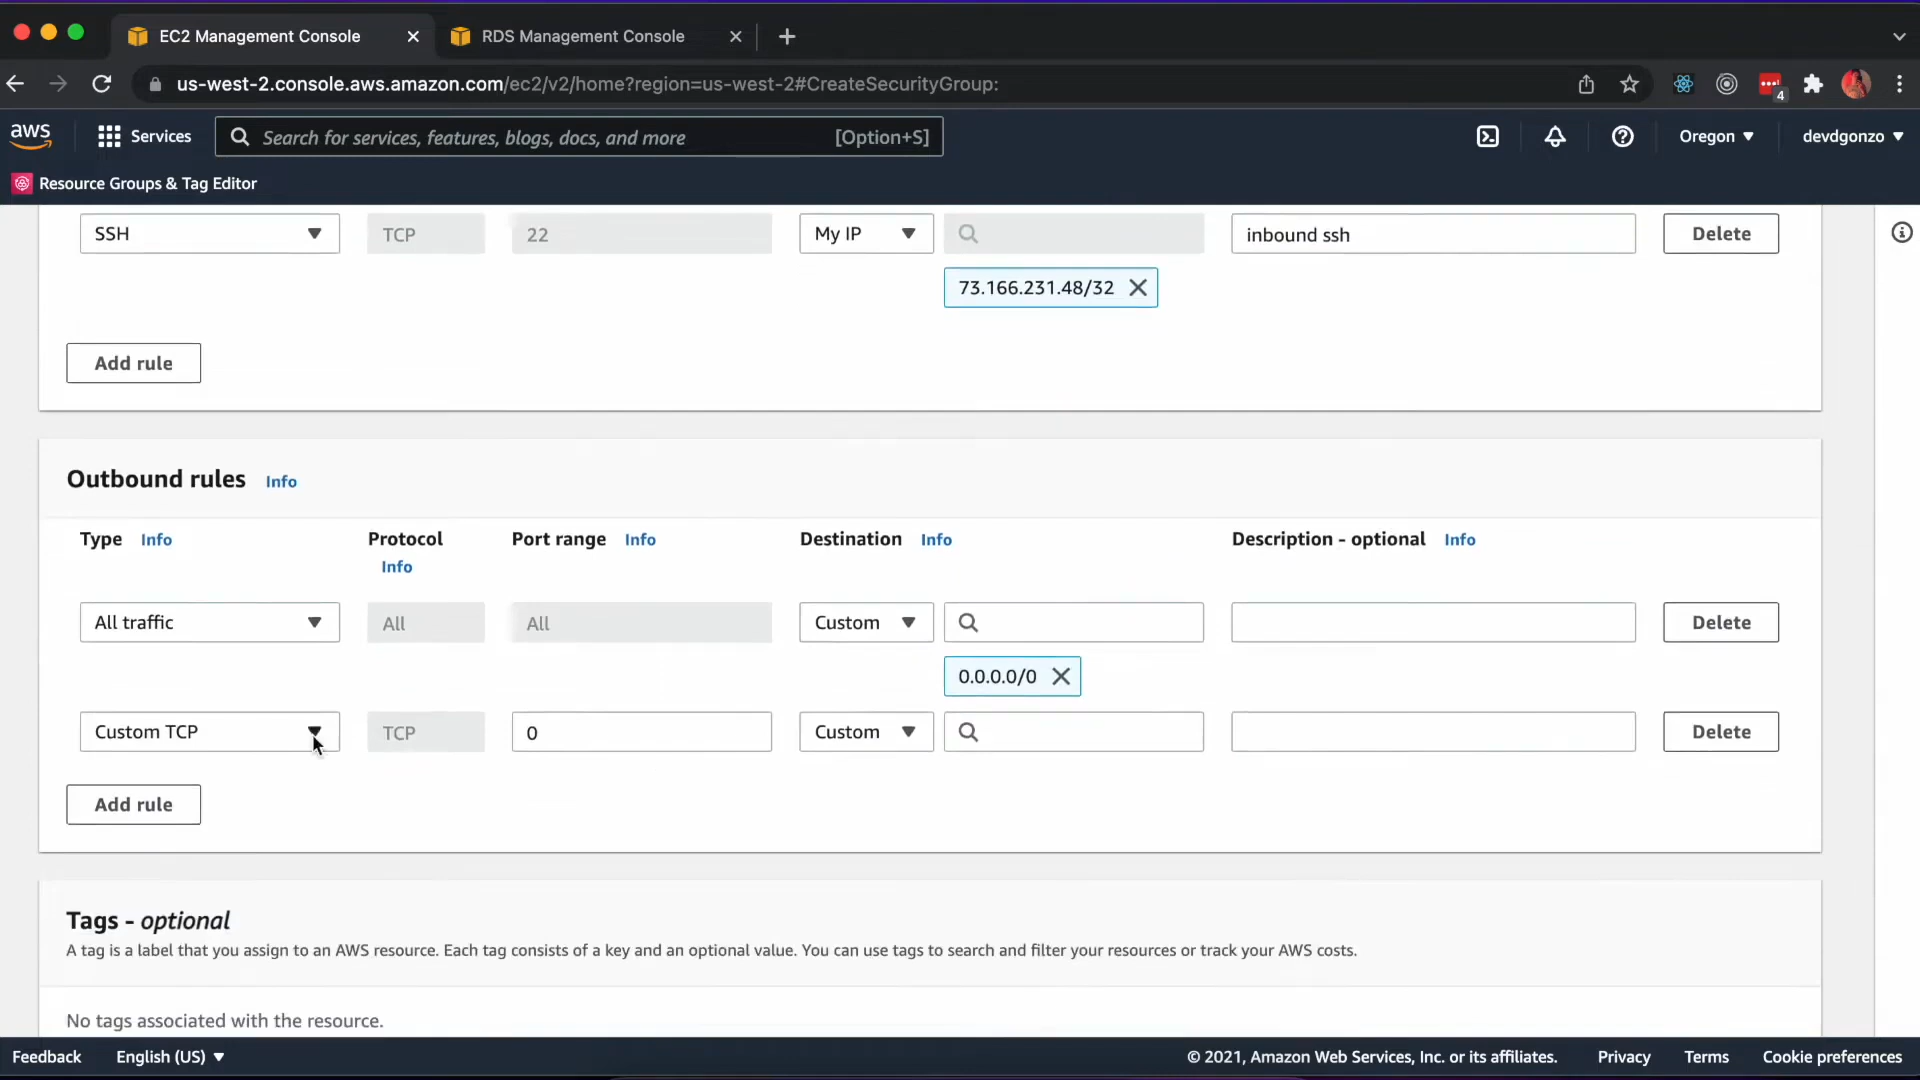 EC2 Management Console
RDS Management Console
us-west-2.console.aws.amazon.com/ec2/v2/home?region=us-west-2#CreateSecurityGroup:
4
aws
Services
Search for services, features, blogs, docs, and more
[Option+S]
Oregon
devdgonzo
Resource Groups & Tag Editor
SSH
TCP
22
My IP
inbound ssh
Delete
73.166.231.48/32
Add rule
Outbound rules Info
Type Info
Protocol
Info
Port range Info
Destination Info
Description - optional Info
All traffic
All
All
Custom
Delete
0.0.0.0/0
Custom TCP
TCP
0
Custom
Delete
Add rule
Tags - optional
A tag is a label that you assign to an AWS resource. Each tag consists of a key and an optional value. You can use tags to search and filter your resources or track your AWS costs.
No tags associated with the resource.
Feedback
English (US)
© 2021, Amazon Web Services, Inc. or its affiliates.
Privacy
Terms
Cookie preferences